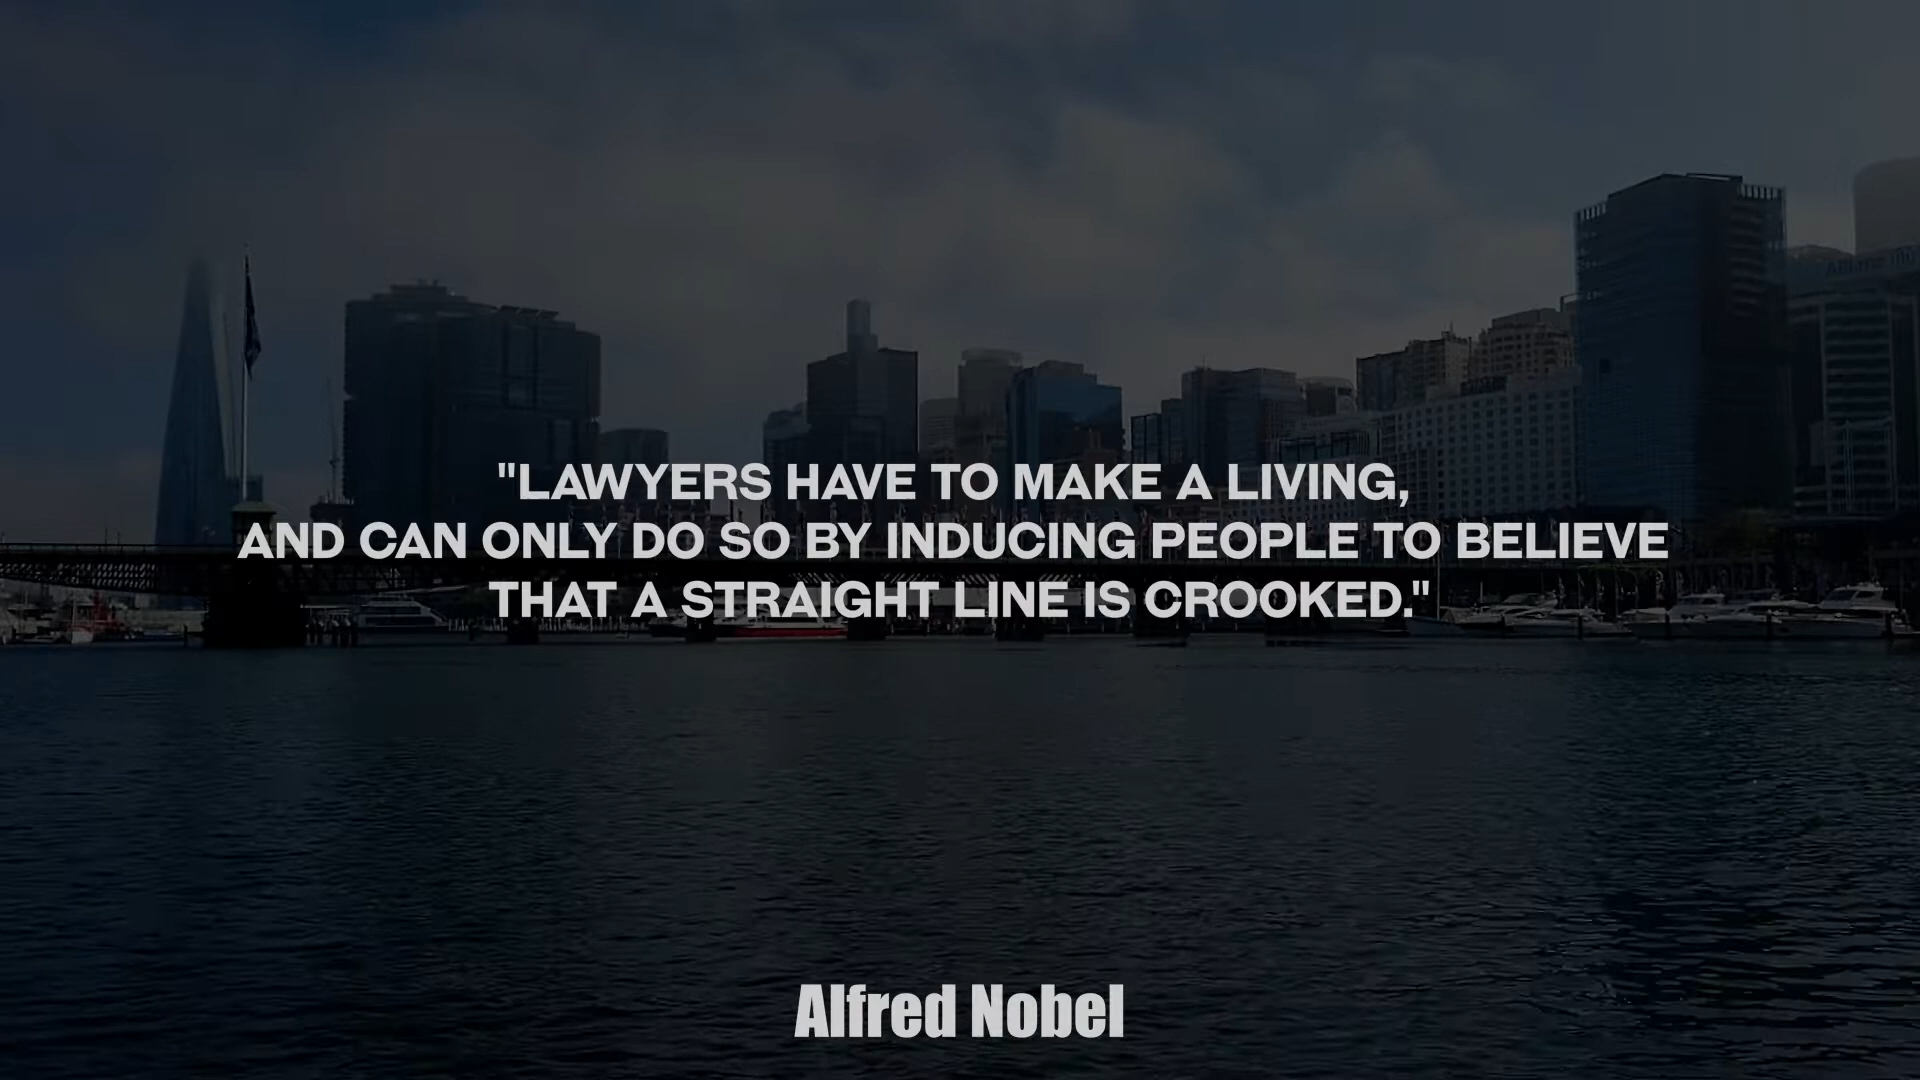 "LAWYERS HAVE TO MAKE A LIVING,
AND CAN ONLY DO SO BY INDUCING PEOPLE TO BELIEVE
THAT A STRAIGHT LINE IS CROOKED."
Alfred Nobel